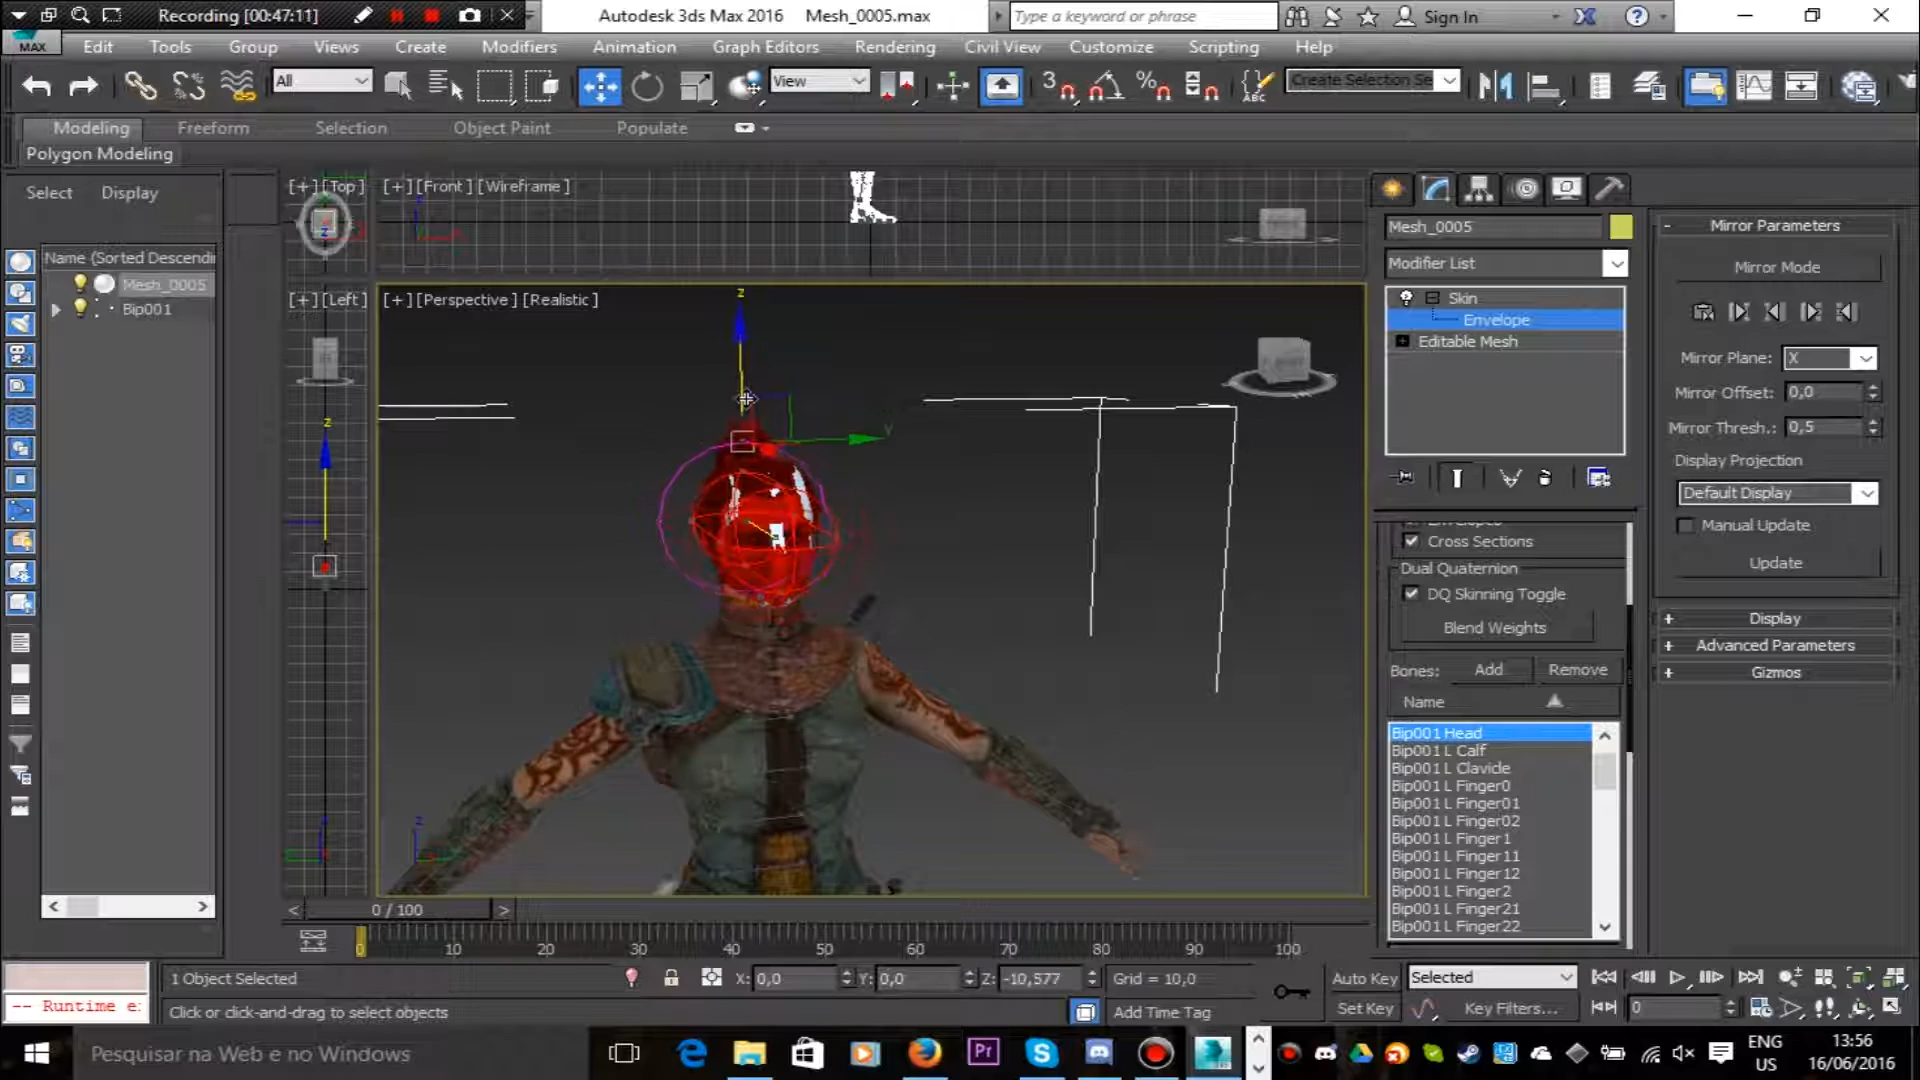 Recording [00:47:11]
Autodesk 3ds Max 2016    Mesh_0005.max
Type a keyword or phrase
Sign In
MAX
Edit Tools Group Views Create Modifiers Animation Graph Editors Rendering Civil View Customize Scripting Help
All
View
3
ABC
Create Selection Se
Modeling Freeform Selection Object Paint Populate
Polygon Modeling
Select Display
Name (Sorted Descendin
Mesh_0005
Bip001
[+] [Top]
[+] [Front] [Wireframe]
[+] [Left]
[+] [Perspective] [Realistic]
Mesh_0005
Modifier List
Skin
Envelope
Editable Mesh
Cross Sections
Dual Quaternion
DQ Skinning Toggle
Blend Weights
Bones: Add Remove
Name
Bip001 Head
Bip001 L Calf
Bip001 L Clavicle
Bip001 L Finger0
Bip001 L Finger01
Bip001 L Finger02
Bip001 L Finger1
Bip001 L Finger11
Bip001 L Finger12
Bip001 L Finger2
Bip001 L Finger21
Bip001 L Finger22
Mirror Parameters
Mirror Mode
Mirror Plane: X
Mirror Offset: 0,0
Mirror Thresh.: 0,5
Display Projection
Default Display
Manual Update
Update
Display
Advanced Parameters
Gizmos
0 / 100
0 10 20 30 40 50 60 70 80 90 100
1 Object Selected
X: 0,0 Y: 0,0 Z: -10,577 Grid = 10,0
Auto Key Selected
-- Runtime e:
Click or click-and-drag to select objects
Add Time Tag
Set Key Key Filters... 0
Pesquisar na Web e no Windows
Pr
ENG
US
13:56
16/06/2016